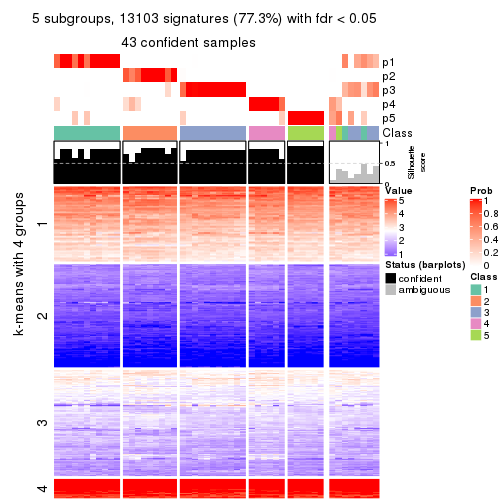 5 subgroups, 13103 signatures (77.3%) with fdr < 0.05
43 confident samples
p1
p2
p3
p4
p5
Class
1
0.5
0
Silhouette
score
k-means with 4 groups
1
2
3
4
Value
5
4
3
2
1
Status (barplots)
confident
ambiguous
Prob
1
0.8
0.6
0.4
0.2
0
Class
1
2
3
4
5